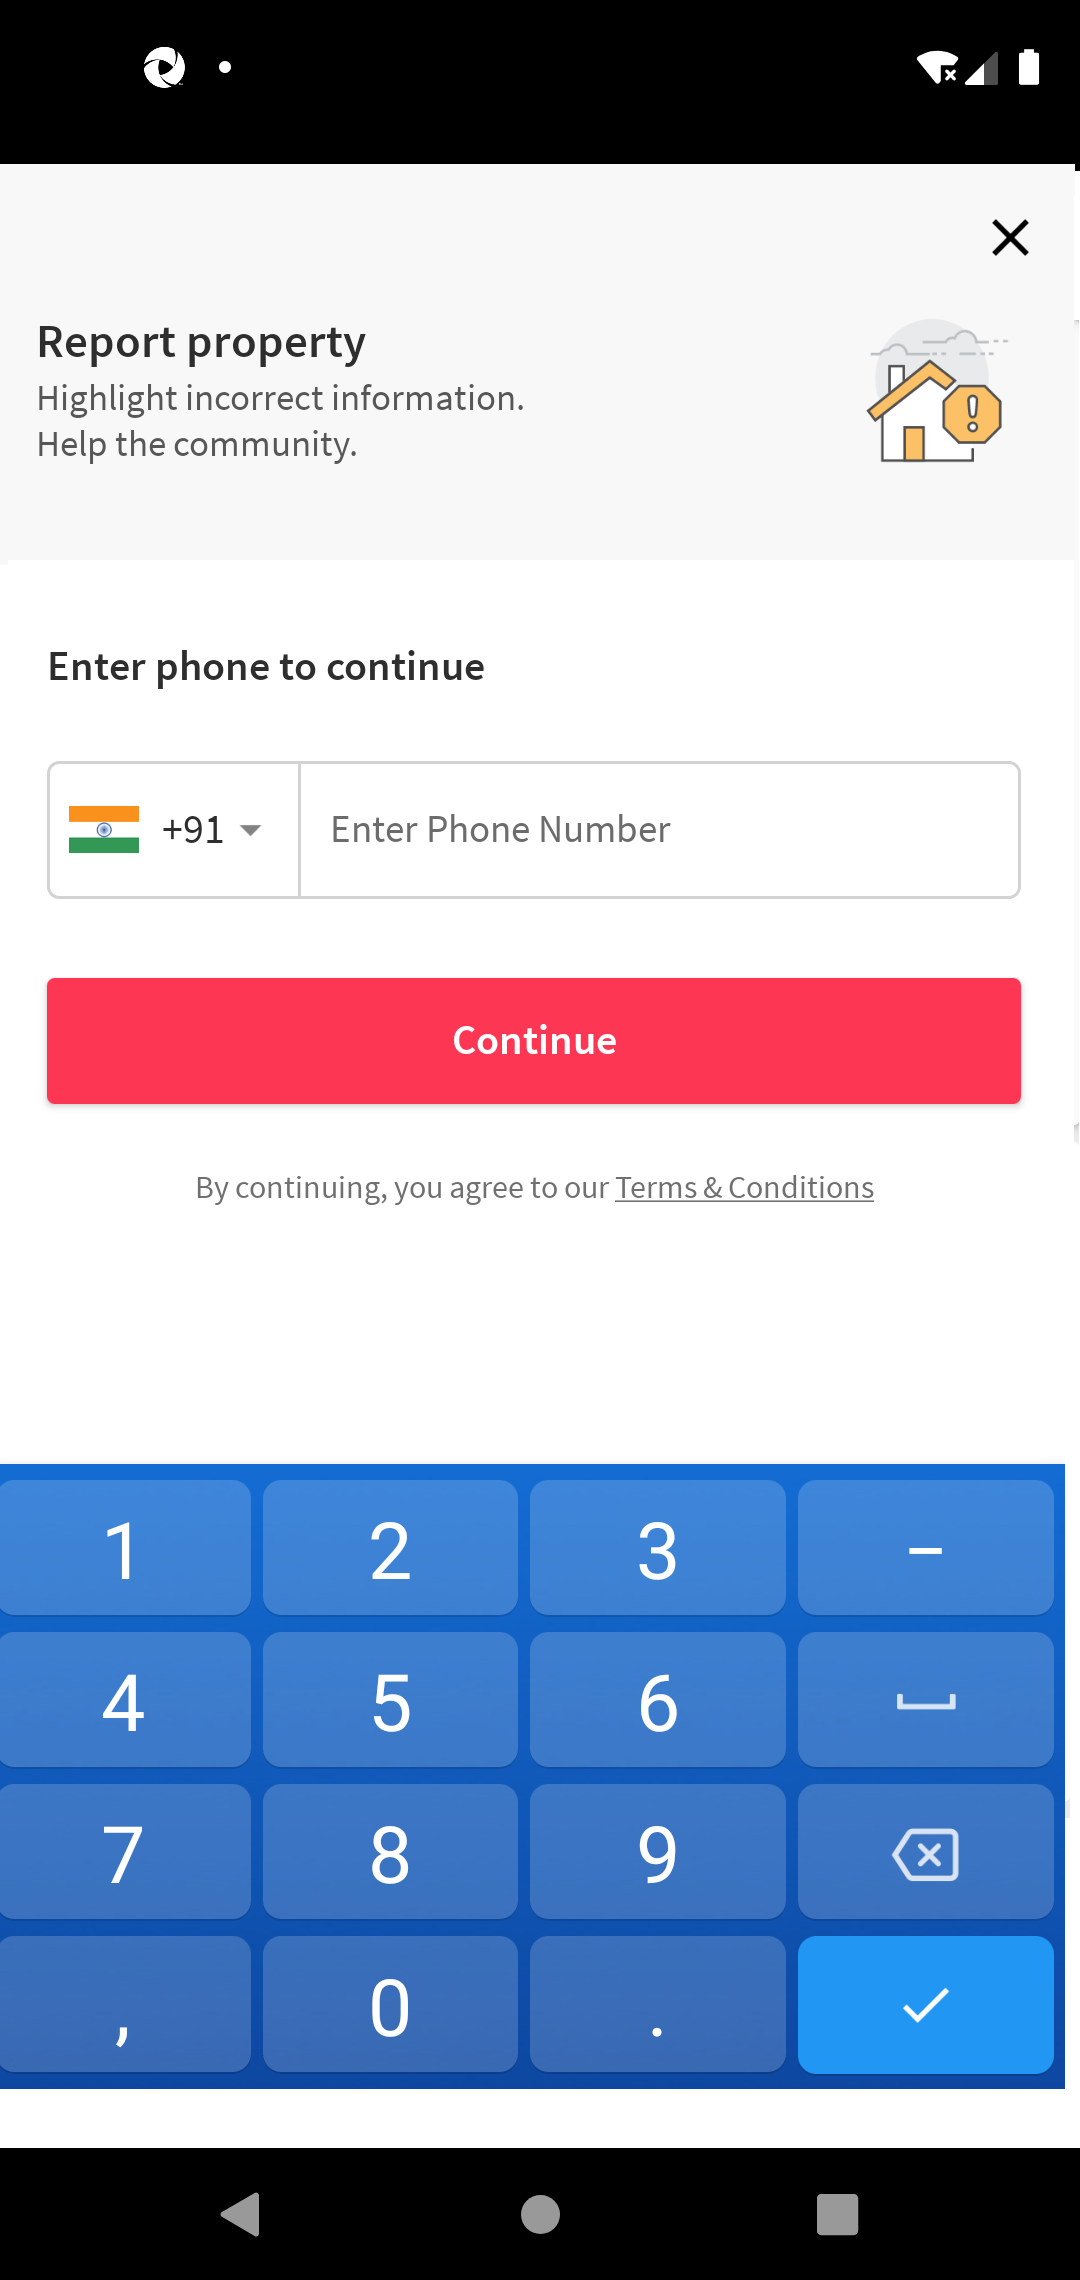 Report property
Highlight incorrect information.
Help the community.
Enter phone to continue
+91
Enter Phone Number
Continue
By continuing, you agree to our Terms & Conditions
1 2 3 –
4 5 6
7 8 9
, 0 .